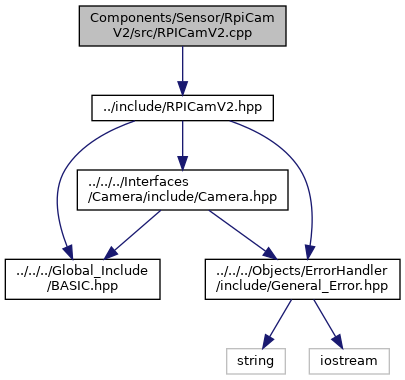 Components/Sensor/RpiCam
V2/src/RPICamV2.cpp
../include/RPICamV2.hpp
../../../Interfaces
/Camera/include/Camera.hpp
../../../Global_Include
/BASIC.hpp
../../../Objects/ErrorHandler
/include/General_Error.hpp
string
iostream